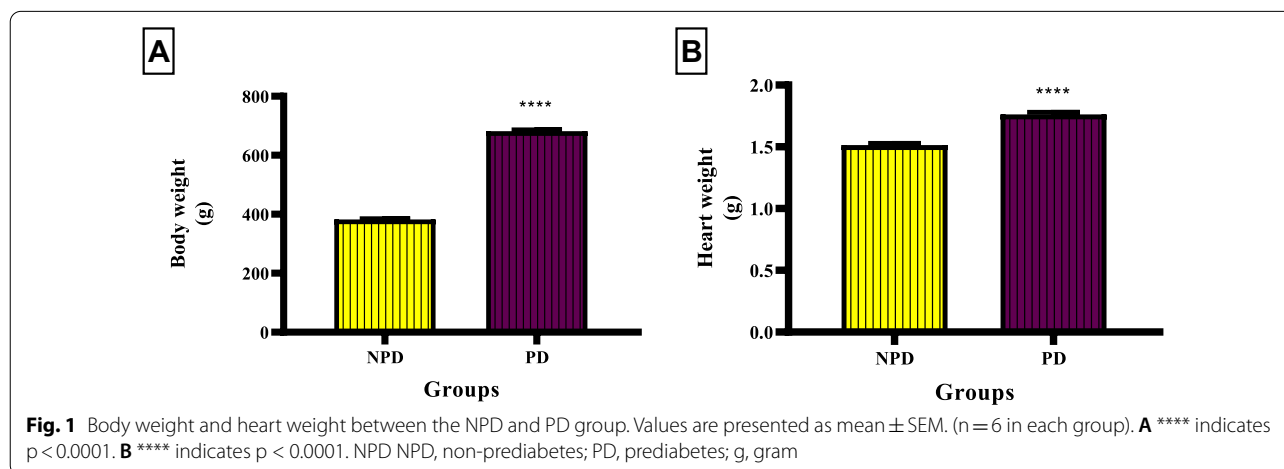 A
Body weight
(g)
800
600
400
200
0
****
NPD
PD
Groups
B
Heart weight
(g)
2.0
1.5
1.0
0.5
0.0
****
NPD
PD
Groups
Fig. 1 Body weight and heart weight between the NPD and PD group. Values are presented as mean ± SEM. (n = 6 in each group). A **** indicates
p < 0.0001. B **** indicates p < 0.0001. NPD NPD, non-prediabetes; PD, prediabetes; g, gram